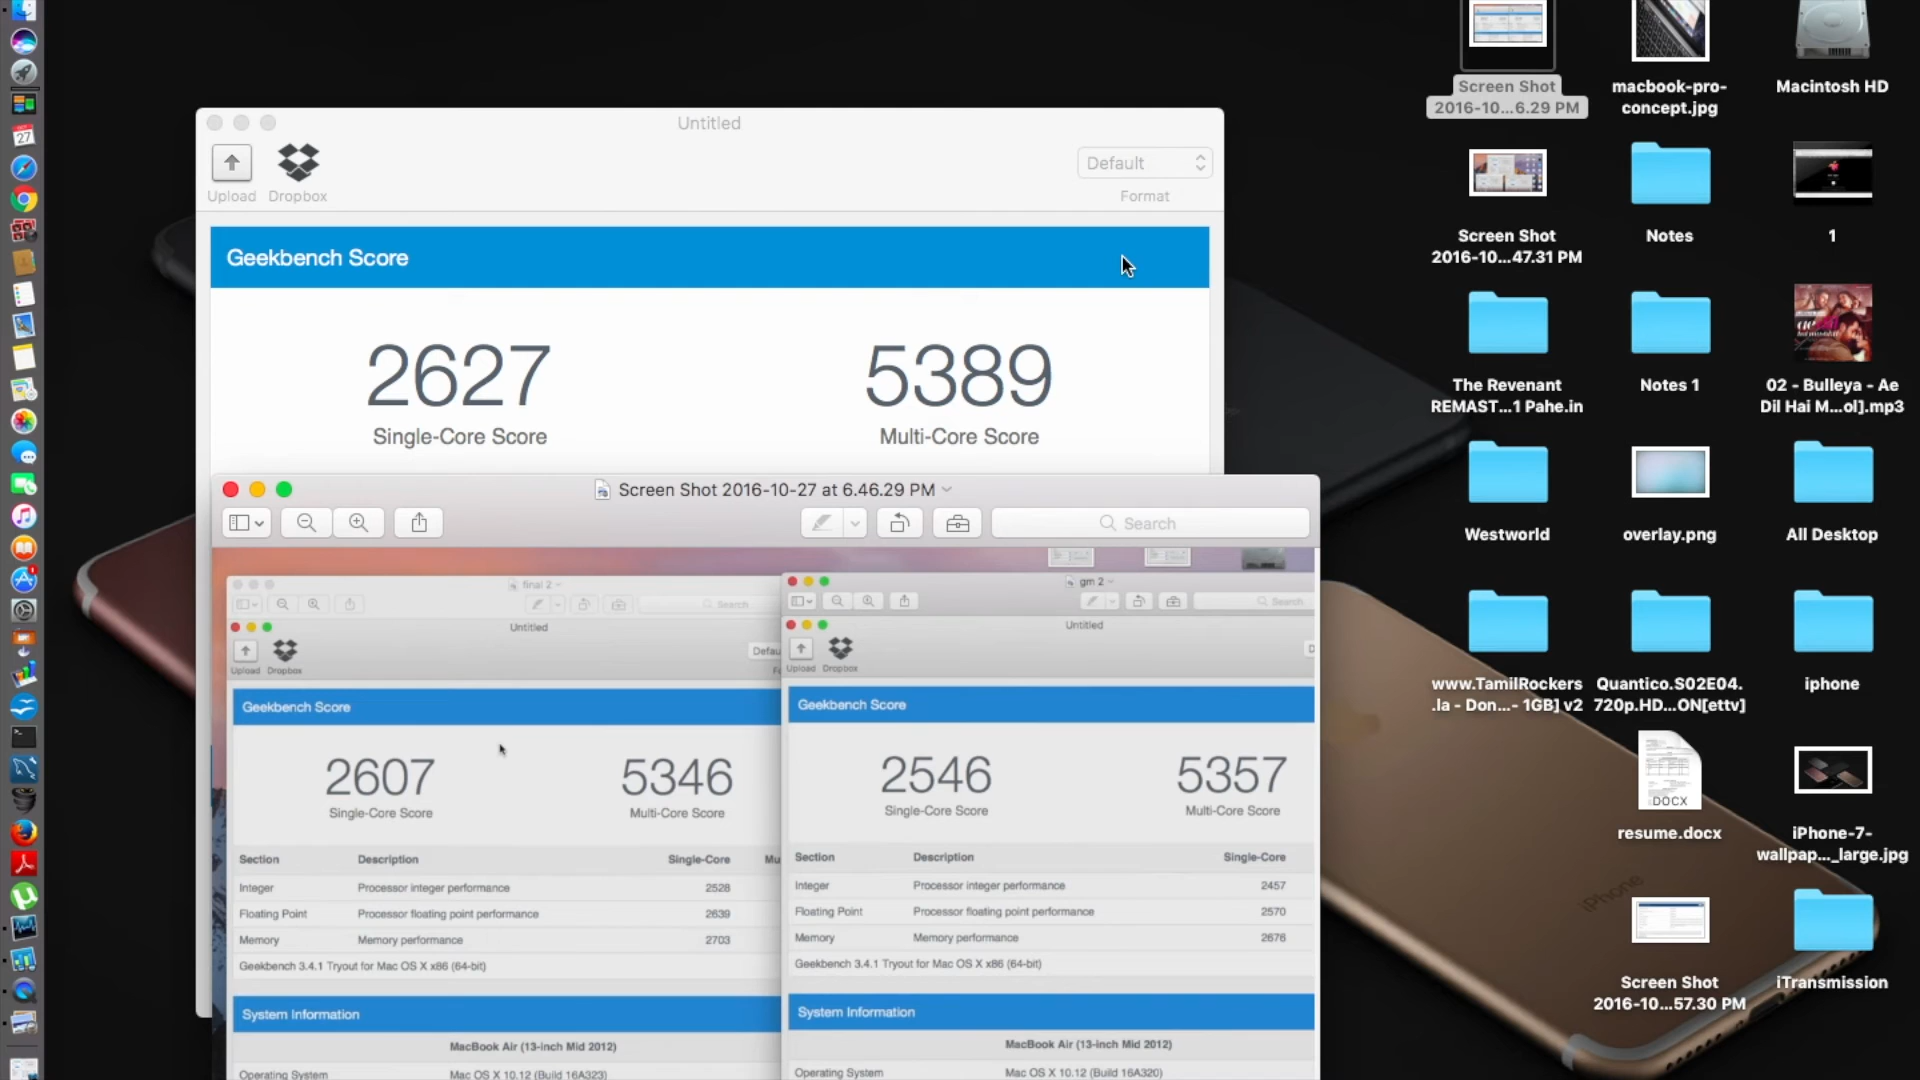 Untitled
Upload
Dropbox
Default
Format
Geekbench Score
2627
5389
Single-Core Score
Multi-Core Score
Screen Shot 2016-10-27 at 6.46.29 PM
Search
final 2
Search
Untitled
Upload
Dropbox
Defau
Geekbench Score
2607
5346
Single-Core Score
Multi-Core Score
Section Description Single-Core Mu
Integer Processor integer performance 2528
Floating Point Processor floating point performance 2639
Memory Memory performance 2703
Geekbench 3.4.1 Tryout for Mac OS X x86 (64-bit)
System Information
MacBook Air (13-inch Mid 2012)
Operating System Mac OS X 10.12 (Build 16A323)
gm 2
Search
Untitled
Upload
Dropbox
D
Geekbench Score
2546
5357
Single-Core Score
Multi-Core Score
Section Description Single-Core
Integer Processor integer performance 2457
Floating Point Processor floating point performance 2570
Memory Memory performance 2676
Geekbench 3.4.1 Tryout for Mac OS X x86 (64-bit)
System Information
MacBook Air (13-inch Mid 2012)
Operating System Mac OS X 10.12 (Build 16A320)
Screen Shot
2016-10...6.29 PM
macbook-pro-
concept.jpg
Macintosh HD
Screen Shot
2016-10...47.31 PM
Notes
1
The Revenant
REMAST...1 Pahe.in
Notes 1
02 - Bulleya - Ae
Dil Hai M...ol].mp3
Westworld
overlay.png
All Desktop
www.TamilRockers
.la - Don...- 1GB] v2
Quantico.S02E04.
720p.HD...ON[ettv]
iphone
DOCX
resume.docx
iPhone-7-
wallpap..._large.jpg
iPhone
Screen Shot
2016-10...57.30 PM
iTransmission
27